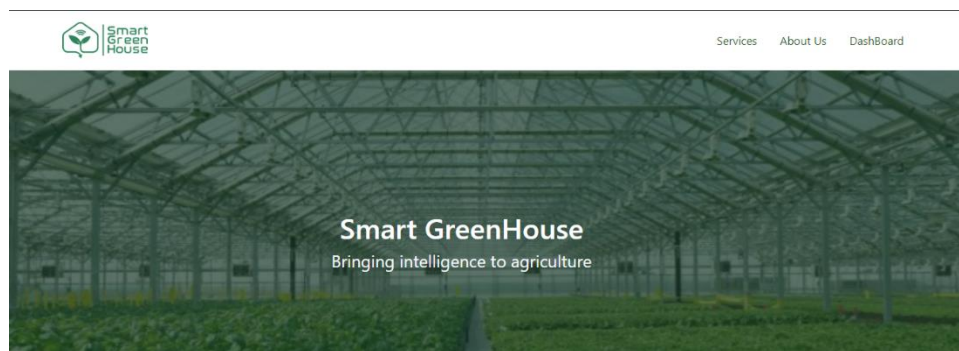 Smart
Green
House
Services About Us DashBoard
Smart GreenHouse
Bringing intelligence to agriculture